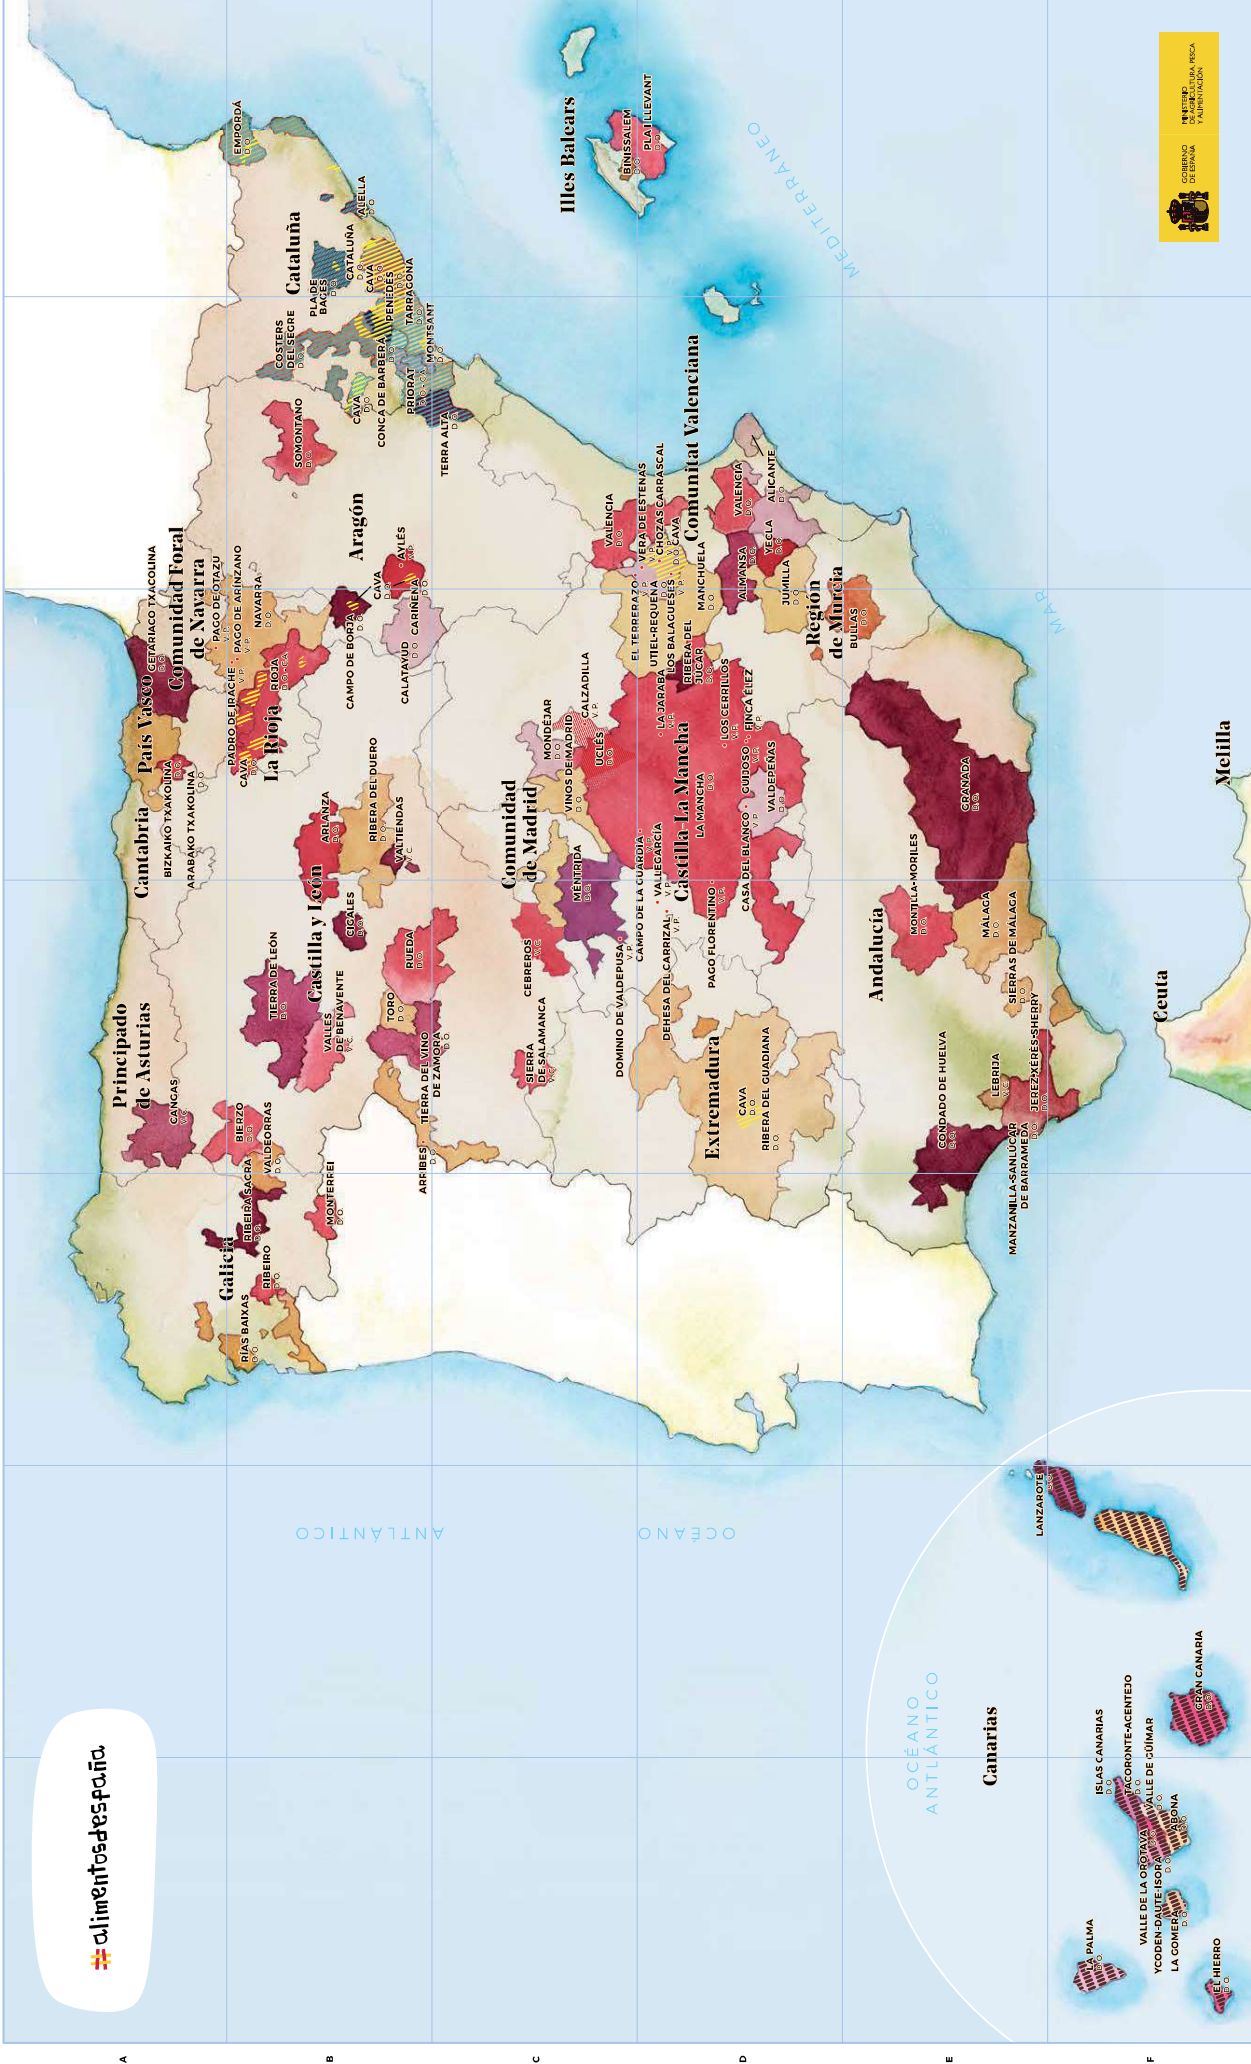 #alimentosdespaña
A
B
C
D
E
F
GOBIERNO
DE ESPAÑA
MINISTERIO
DE AGRICULTURA, PESCA
Y ALIMENTACIÓN
OCÉANO
ANTLÁNTICO
MAR
MEDITERRÁNEO
Galicia
RÍAS BAIXAS
D.O.
RIBEIRO
D.O.
RIBEIRA SACRA
D.O.
VALDEORRAS
D.O.
MONTERREI
D.O.
Principado
de Asturias
CANGAS
V.C.
Cantabria
País Vasco
GETARIACO TXACOLINA
D.O.
BIZKAIKO TXAKOLINA
D.O.
ARABAKO TXAKOLINA
D.O.
Comunidad Foral
de Navarra
PAGO DE OTAZU
V.P.
PAGO DE ARÍNZANO
V.P.
NAVARRA
D.O.
PADRO DE IRACHE
V.P.
La Rioja
CAVA
D.O.
RIOJA
D.O.CA.
Aragón
SOMONTANO
D.O.
CAMPO DE BORJA
D.O.
CAVA
D.O.
AYLÉS
V.P.
CARIÑENA
D.O.
CALATAYUD
D.O.
Cataluña
EMPORDÁ
D.O.
ALELLA
D.O.
PLA DE
BAGES
D.O.
CATALUÑA
D.O.
CAVA
D.O.
PENEDÈS
D.O.
TARRAGONA
D.O.
MONTSANT
D.O.
COSTERS
DEL SEGRE
D.O.
CAVA
D.O.
CONCA DE BARBERÀ
D.O.
PRIORAT
D.O.CA.
TERRA ALTA
D.O.
Castilla y León
BIERZO
D.O.
TIERRA DE LEÓN
D.O.
VALLES
DE BENAVENTE
V.C.
CIGALES
D.O.
ARLANZA
D.O.
RIBERA DEL DUERO
D.O.
VALTIENDAS
V.C.
RUEDA
D.O.
TORO
D.O.
TIERRA DEL VINO
DE ZAMORA
D.O.
ARRIBES
D.O.
SIERRA
DE SALAMANCA
V.C.
CEBREROS
V.C.
Comunidad
de Madrid
VINOS DE MADRID
D.O.
Castilla-La Mancha
MONDÉJAR
D.O.
CALZADILLA
V.P.
UCLÉS
D.O.
MÉNTRIDA
D.O.
DOMINIO DE VALDEPUSA
V.P.
CAMPO DE LA GUARDIA
V.P.
VALLEGARCÍA
V.P.
DEHESA DEL CARRIZAL
V.P.
PAGO FLORENTINO
V.P.
LA MANCHA
D.O.
LA JARABA
V.P.
LOS CERRILLOS
V.P.
FINCA ÉLEZ
V.P.
GUIJOSO
V.P.
CASA DEL BLANCO
V.P.
VALDEPEÑAS
D.O.
RIBERA DEL
JÚCAR
D.O.
MANCHUELA
D.O.
ALMANSA
D.O.
Comunitat Valenciana
VALENCIA
D.O.
EL TERRERAZO
V.P.
UTIEL-REQUENA
D.O.
LOS BALAGUESES
V.P.
VERA DE ESTENAS
V.P.
CHOZAS CARRASCAL
V.P.
CAVA
D.O.
VALENCIA
D.O.
ALICANTE
D.O.
Región
de Murcia
YECLA
D.O.
JUMILLA
D.O.
BULLAS
D.O.
Illes Balears
BINISSALEM
D.O.
PLA I LLEVANT
D.O.
Extremadura
CAVA
D.O.
RIBERA DEL GUADIANA
D.O.
Andalucía
CONDADO DE HUELVA
D.O.
LEBRIJA
V.C.
JEREZ-XÉRÈS-SHERRY
D.O.
MANZANILLA-SANLÚCAR
DE BARRAMEDA
D.O.
MONTILLA-MORILES
D.O.
MÁLAGA
D.O.
SIERRAS DE MÁLAGA
D.O.
GRANADA
D.O.
Ceuta
Melilla
OCÉANO
ATLÁNTICO
Canarias
LANZAROTE
D.O.
GRAN CANARIA
D.O.
ISLAS CANARIAS
D.O.
TACORONTE-ACENTEJO
D.O.
VALLE DE GÜÍMAR
D.O.
ABONA
D.O.
VALLE DE LA OROTAVA
D.O.
YCODEN-DAUTE-ISORA
D.O.
LA GOMERA
D.O.
LA PALMA
D.O.
EL HIERRO
D.O.